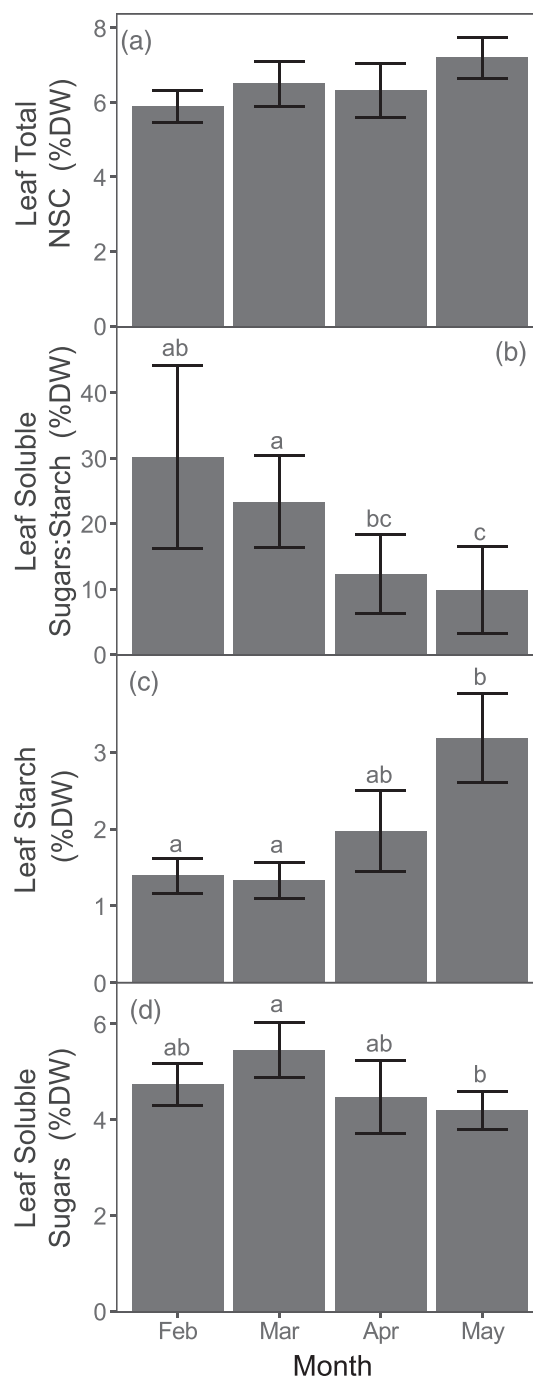 (a)
Leaf Total
NSC (%DW)
8
6
4
2
0
(b)
Leaf Soluble
Sugars:Starch (%DW)
40
30
20
10
0
ab
a
bc
c
(c)
Leaf Starch
(%DW)
3
2
1
0
a
a
ab
b
(d)
Leaf Soluble
Sugars (%DW)
6
4
2
0
ab
a
ab
b
Feb Mar Apr May
Month